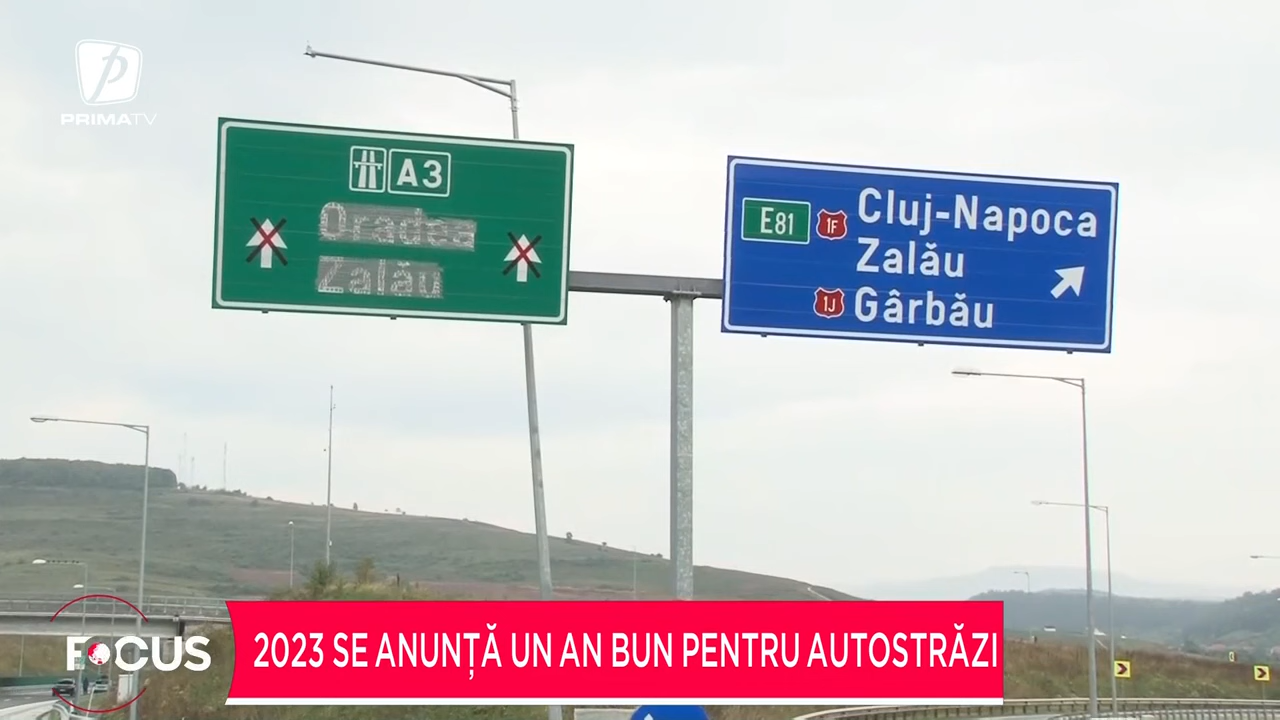 PRIMA TV
A3
Oradea
Zalău
E81 1F Cluj-Napoca
Zalău
1J Gârbău
FOCUS
2023 SE ANUNȚĂ UN AN BUN PENTRU AUTOSTRĂZI